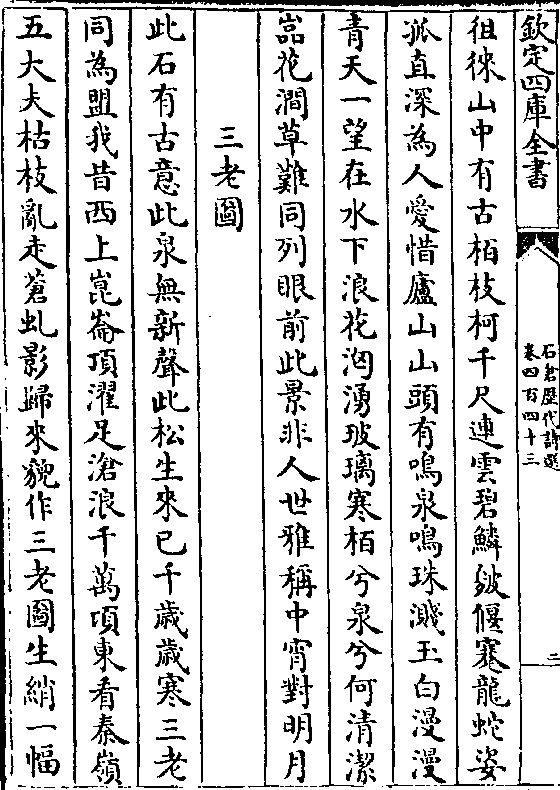 欽定四庫全書
石倉歷代詩選
卷四百四十三
二
徂徠山中有古栢枝柯千尺連雲碧鱗皴偃蹇龍蛇姿
孤直深為人愛惜廬山山頭有鳴泉鳴珠濺玉白漫漫
青天一望在水下浪花洶湧玻璃寒栢兮泉兮何清潔
嵓花澗草難同列眼前此景非人世雅稱中宵對明月
三老圖
此石有古意此泉無新聲此松生來已千歲歲寒三老
同為盟我昔西上崑崙頂濯足滄浪千萬項東看秦嶺
五大夫枯枝亂走蒼虬影歸來貌作三老圖生綃一幅